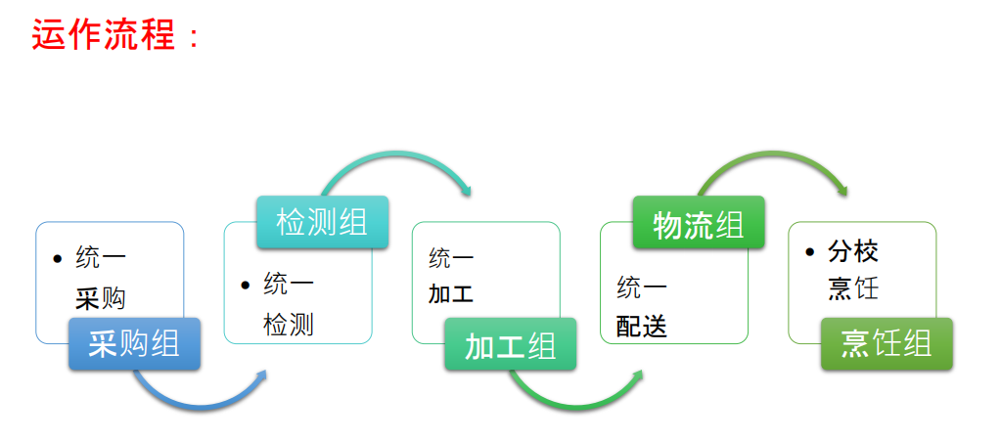 运作流程：
• 统一
采购
采购组
检测组
• 统一
检测
统一
加工
加工组
物流组
统一
配送
• 分校
烹饪
烹饪组